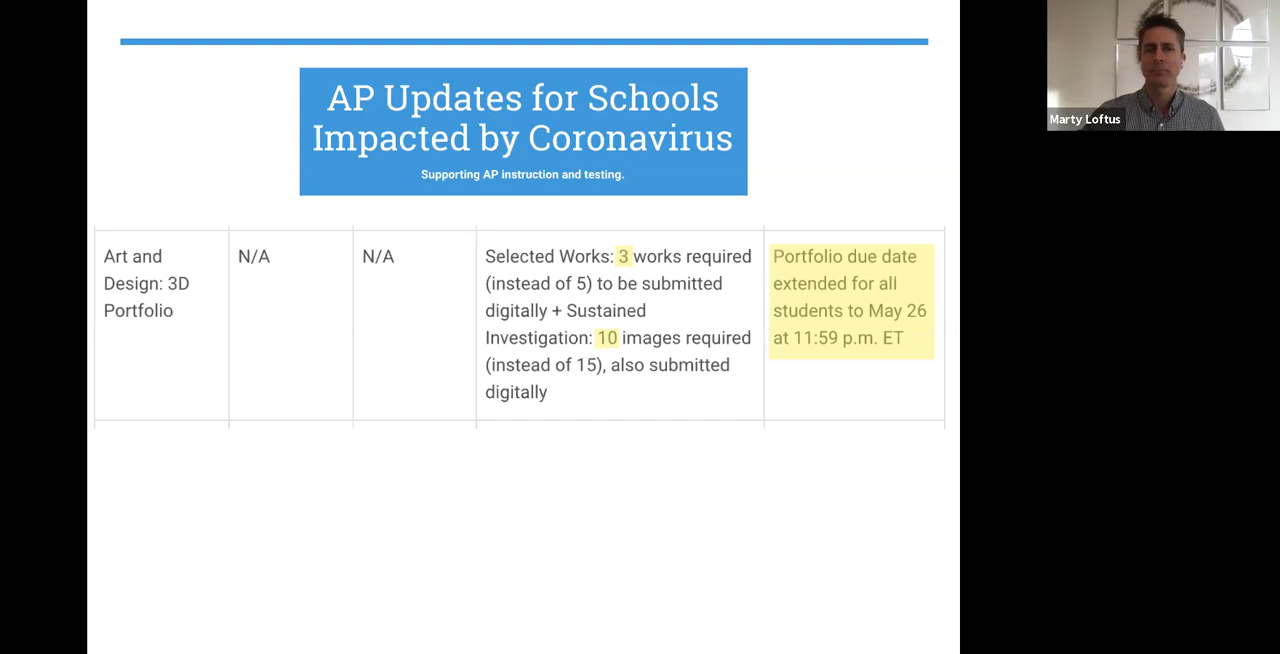 AP Updates for Schools
Impacted by Coronavirus
Supporting AP instruction and testing.
Art and
Design: 3D
Portfolio
N/A
N/A
Selected Works: 3 works required
(instead of 5) to be submitted
digitally + Sustained
Investigation: 10 images required
(instead of 15), also submitted
digitally
Portfolio due date
extended for all
students to May 26
at 11:59 p.m. ET
Marty Loftus